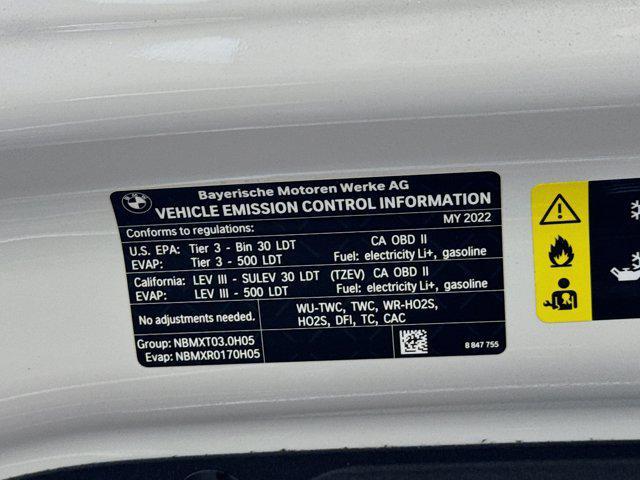 Bayerische Motoren Werke AG
VEHICLE EMISSION CONTROL INFORMATION
Conforms to regulations: MY 2022
U.S. EPA: Tier 3 - Bin 30 LDT CA OBD II
EVAP: Tier 3 - 500 LDT Fuel: electricity Li+, gasoline
California: LEV III - SULEV 30 LDT (TZEV) CA OBD II
EVAP: LEV III - 500 LDT Fuel: electricity Li+, gasoline
No adjustments needed. WU-TWC, TWC, WR-HO2S,
HO2S, DFI, TC, CAC
Group: NBMXT03.0H05
Evap: NBMXR0170H05
8 847 755